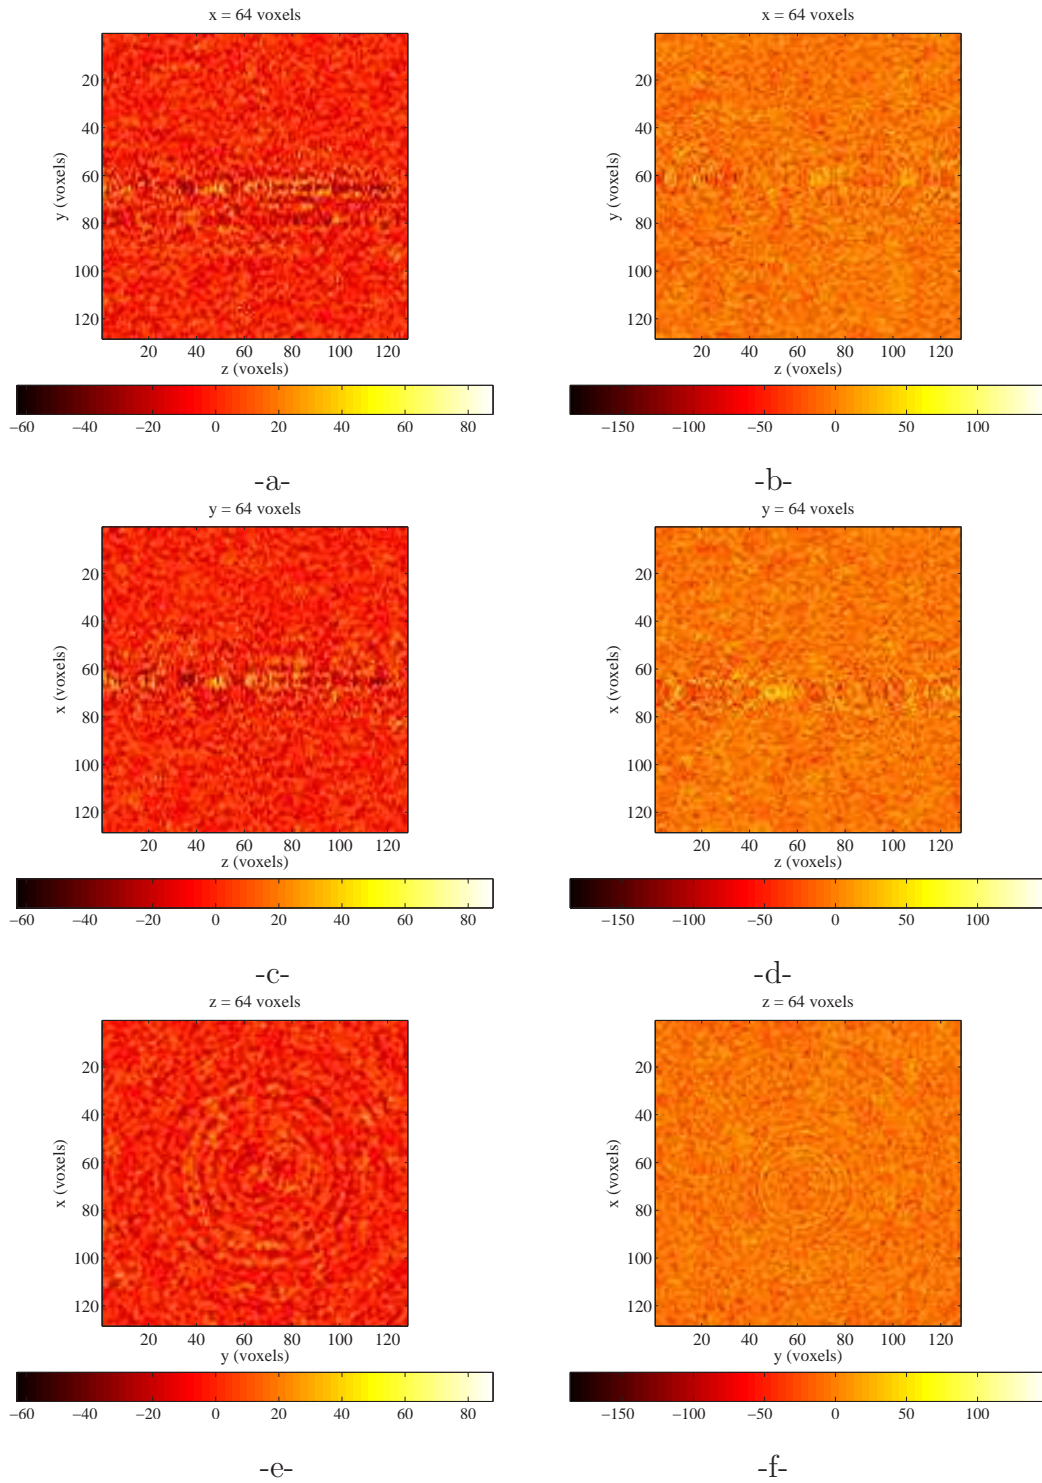 x = 64 voxels
y (voxels)
20
40
60
80
100
120
20 40 60 80 100 120
z (voxels)
−60 −40 −20 0 20 40 60 80
-a-
x = 64 voxels
y (voxels)
20
40
60
80
100
120
20 40 60 80 100 120
z (voxels)
−150 −100 −50 0 50 100
-b-
y = 64 voxels
x (voxels)
20
40
60
80
100
120
20 40 60 80 100 120
z (voxels)
−60 −40 −20 0 20 40 60 80
-c-
y = 64 voxels
x (voxels)
20
40
60
80
100
120
20 40 60 80 100 120
z (voxels)
−150 −100 −50 0 50 100
-d-
z = 64 voxels
x (voxels)
20
40
60
80
100
120
20 40 60 80 100 120
y (voxels)
−60 −40 −20 0 20 40 60 80
-e-
z = 64 voxels
x (voxels)
20
40
60
80
100
120
20 40 60 80 100 120
y (voxels)
−150 −100 −50 0 50 100
-f-